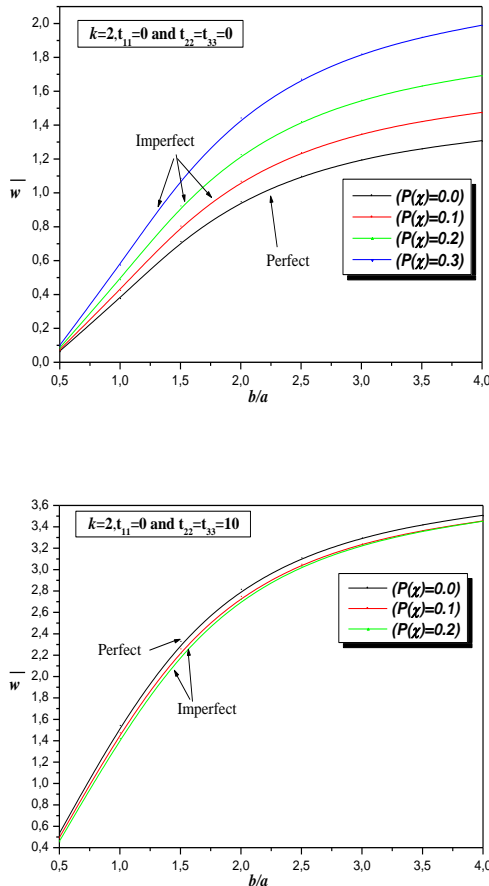 k=2,t₁₁=0 and t₂₂=t₃₃=0
2,0
1,8
1,6
1,4
1,2
1,0
0,8
0,6
0,4
0,2
0,0
w̅
Imperfect
Perfect
(P(χ)=0.0)
(P(χ)=0.1)
(P(χ)=0.2)
(P(χ)=0.3)
0,5 1,0 1,5 2,0 2,5 3,0 3,5 4,0
b/a
k=2,t₁₁=0 and t₂₂=t₃₃=10
3,6
3,4
3,2
3,0
2,8
2,6
2,4
2,2
2,0
1,8
1,6
1,4
1,2
1,0
0,8
0,6
0,4
w̅
Perfect
Imperfect
(P(χ)=0.0)
(P(χ)=0.1)
(P(χ)=0.2)
0,5 1,0 1,5 2,0 2,5 3,0 3,5 4,0
b/a